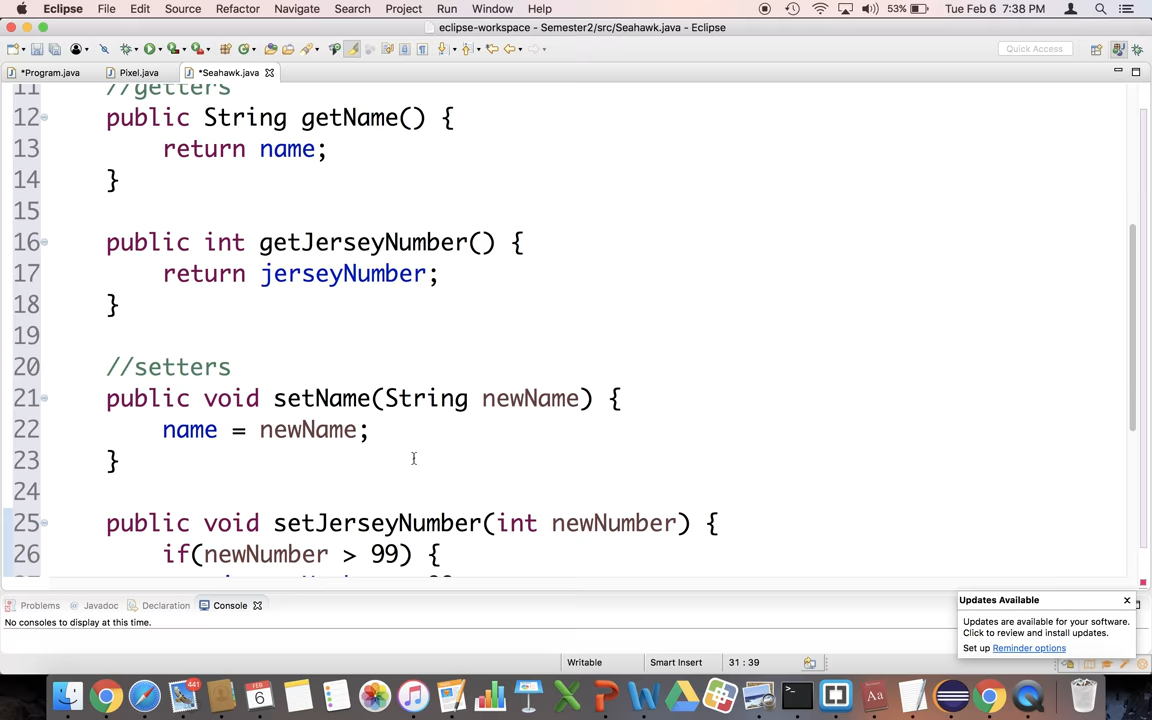 Eclipse File Edit Source Refactor Navigate Search Project Run Window Help 53% Tue Feb 6 7:38 PM
eclipse-workspace - Semester2/src/Seahawk.java - Eclipse
Quick Access
*Program.java Pixel.java *Seahawk.java
11 //getters
12 public String getName() {
13 return name;
14 }
15
16 public int getJerseyNumber() {
17 return jerseyNumber;
18 }
19
20 //setters
21 public void setName(String newName) {
22 name = newName;
23 }
24
25 public void setJerseyNumber(int newNumber) {
26 if(newNumber > 99) {
Problems Javadoc Declaration Console
No consoles to display at this time.
Updates Available
Updates are available for your software.
Click to review and install updates.
Set up Reminder options
Writable Smart Insert 31 : 39
441
FEB
6